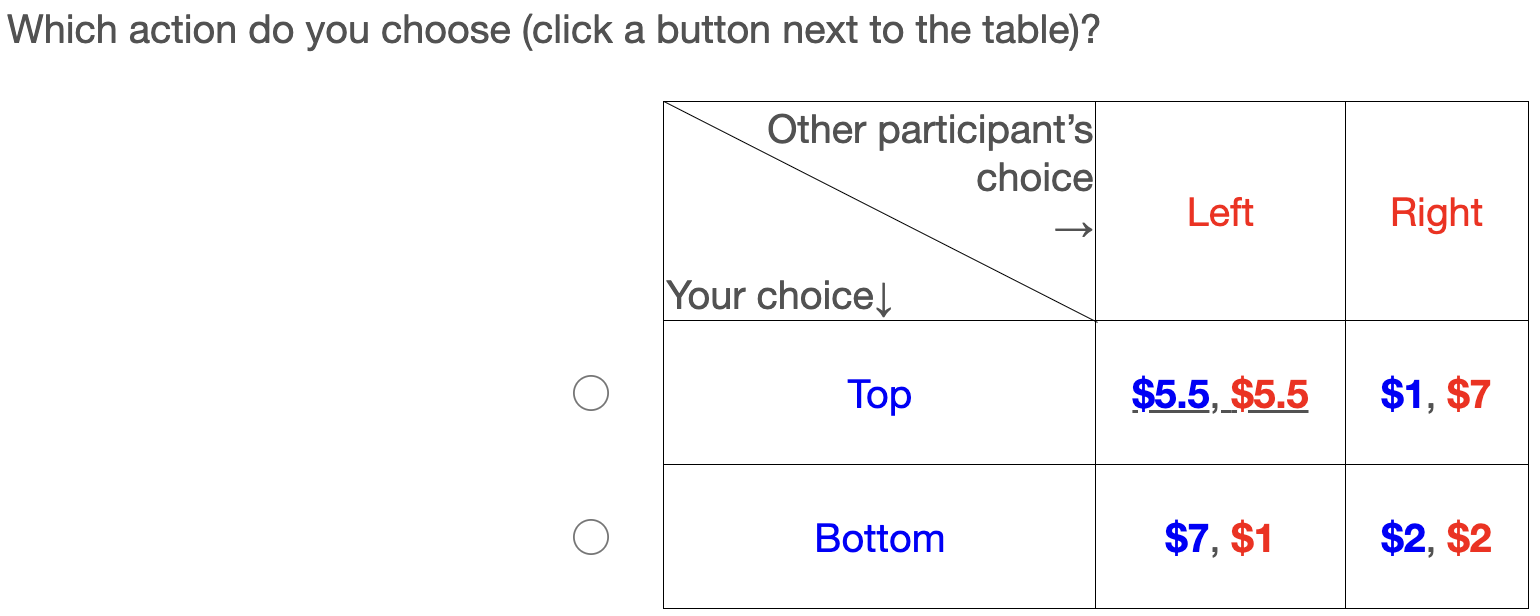 Which action do you choose (click a button next to the table)?
Other participant’s
choice
→
Your choice↓
Left
Right
Top
$5.5, $5.5
$1, $7
Bottom
$7, $1
$2, $2